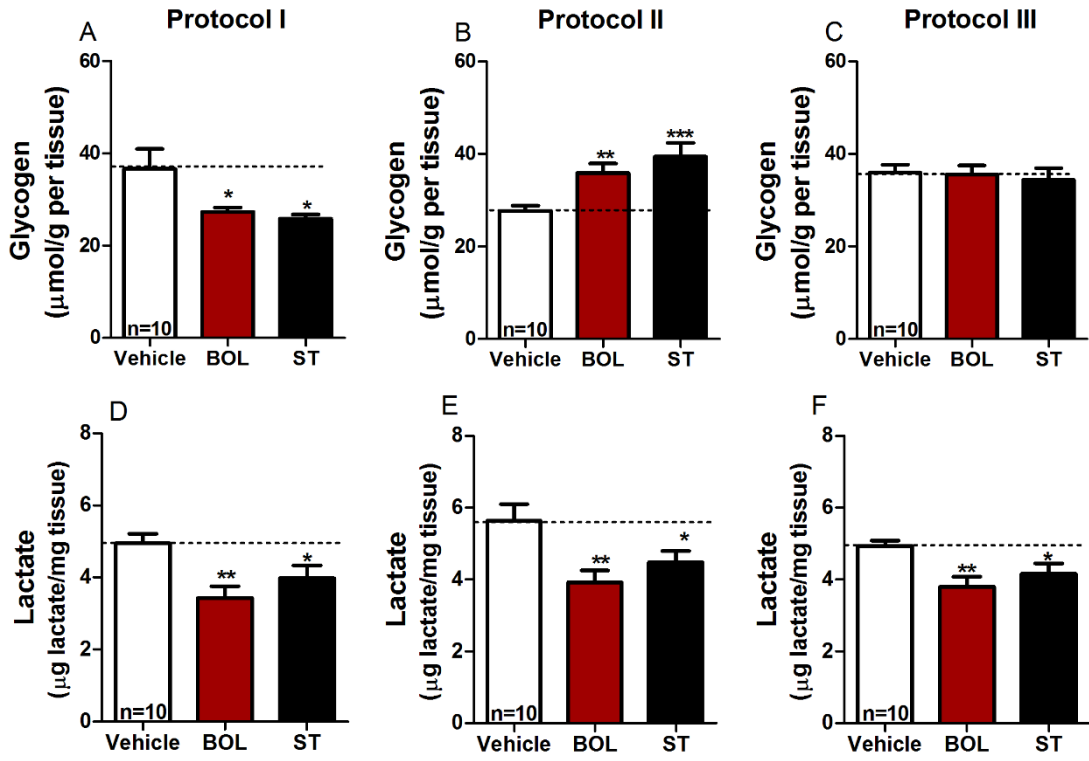 Protocol I
Protocol II
Protocol III
A
B
C
Glycogen
(μmol/g per tissue)
60
40
20
0
*
*
n=10
Vehicle
BOL
ST
Glycogen
(μmol/g per tissue)
60
40
20
0
**
***
n=10
Vehicle
BOL
ST
Glycogen
(μmol/g per tissue)
60
40
20
0
n=10
Vehicle
BOL
ST
D
E
F
Lactate
(μg lactate/mg tissue)
8
6
4
2
0
**
*
n=10
Vehicle
BOL
ST
Lactate
(μg lactate/mg tissue)
8
6
4
2
0
**
*
n=10
Vehicle
BOL
ST
Lactate
(μg lactate/mg tissue)
8
6
4
2
0
**
*
n=10
Vehicle
BOL
ST